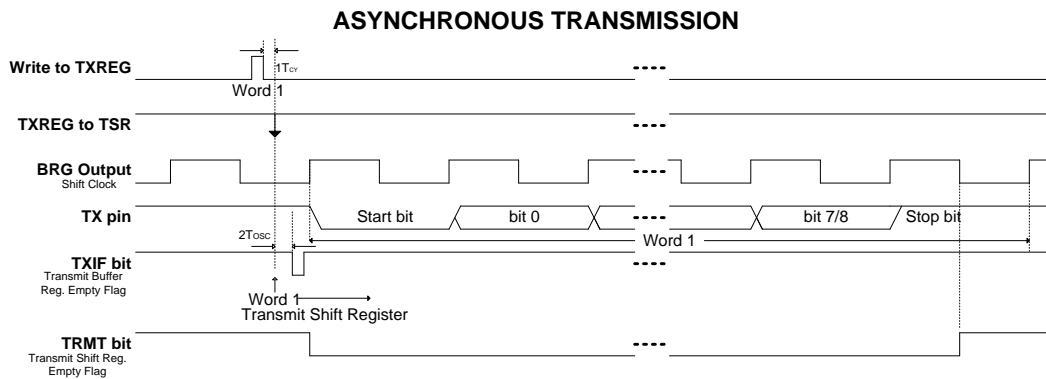 ASYNCHRONOUS TRANSMISSION
Write to TXREG
1TCY
Word 1
TXREG to TSR
BRG Output
Shift Clock
TX pin
Start bit
bit 0
bit 7/8
Stop bit
2TOSC
Word 1
TXIF bit
Transmit Buffer
Reg. Empty Flag
Word 1
Transmit Shift Register
TRMT bit
Transmit Shift Reg.
Empty Flag